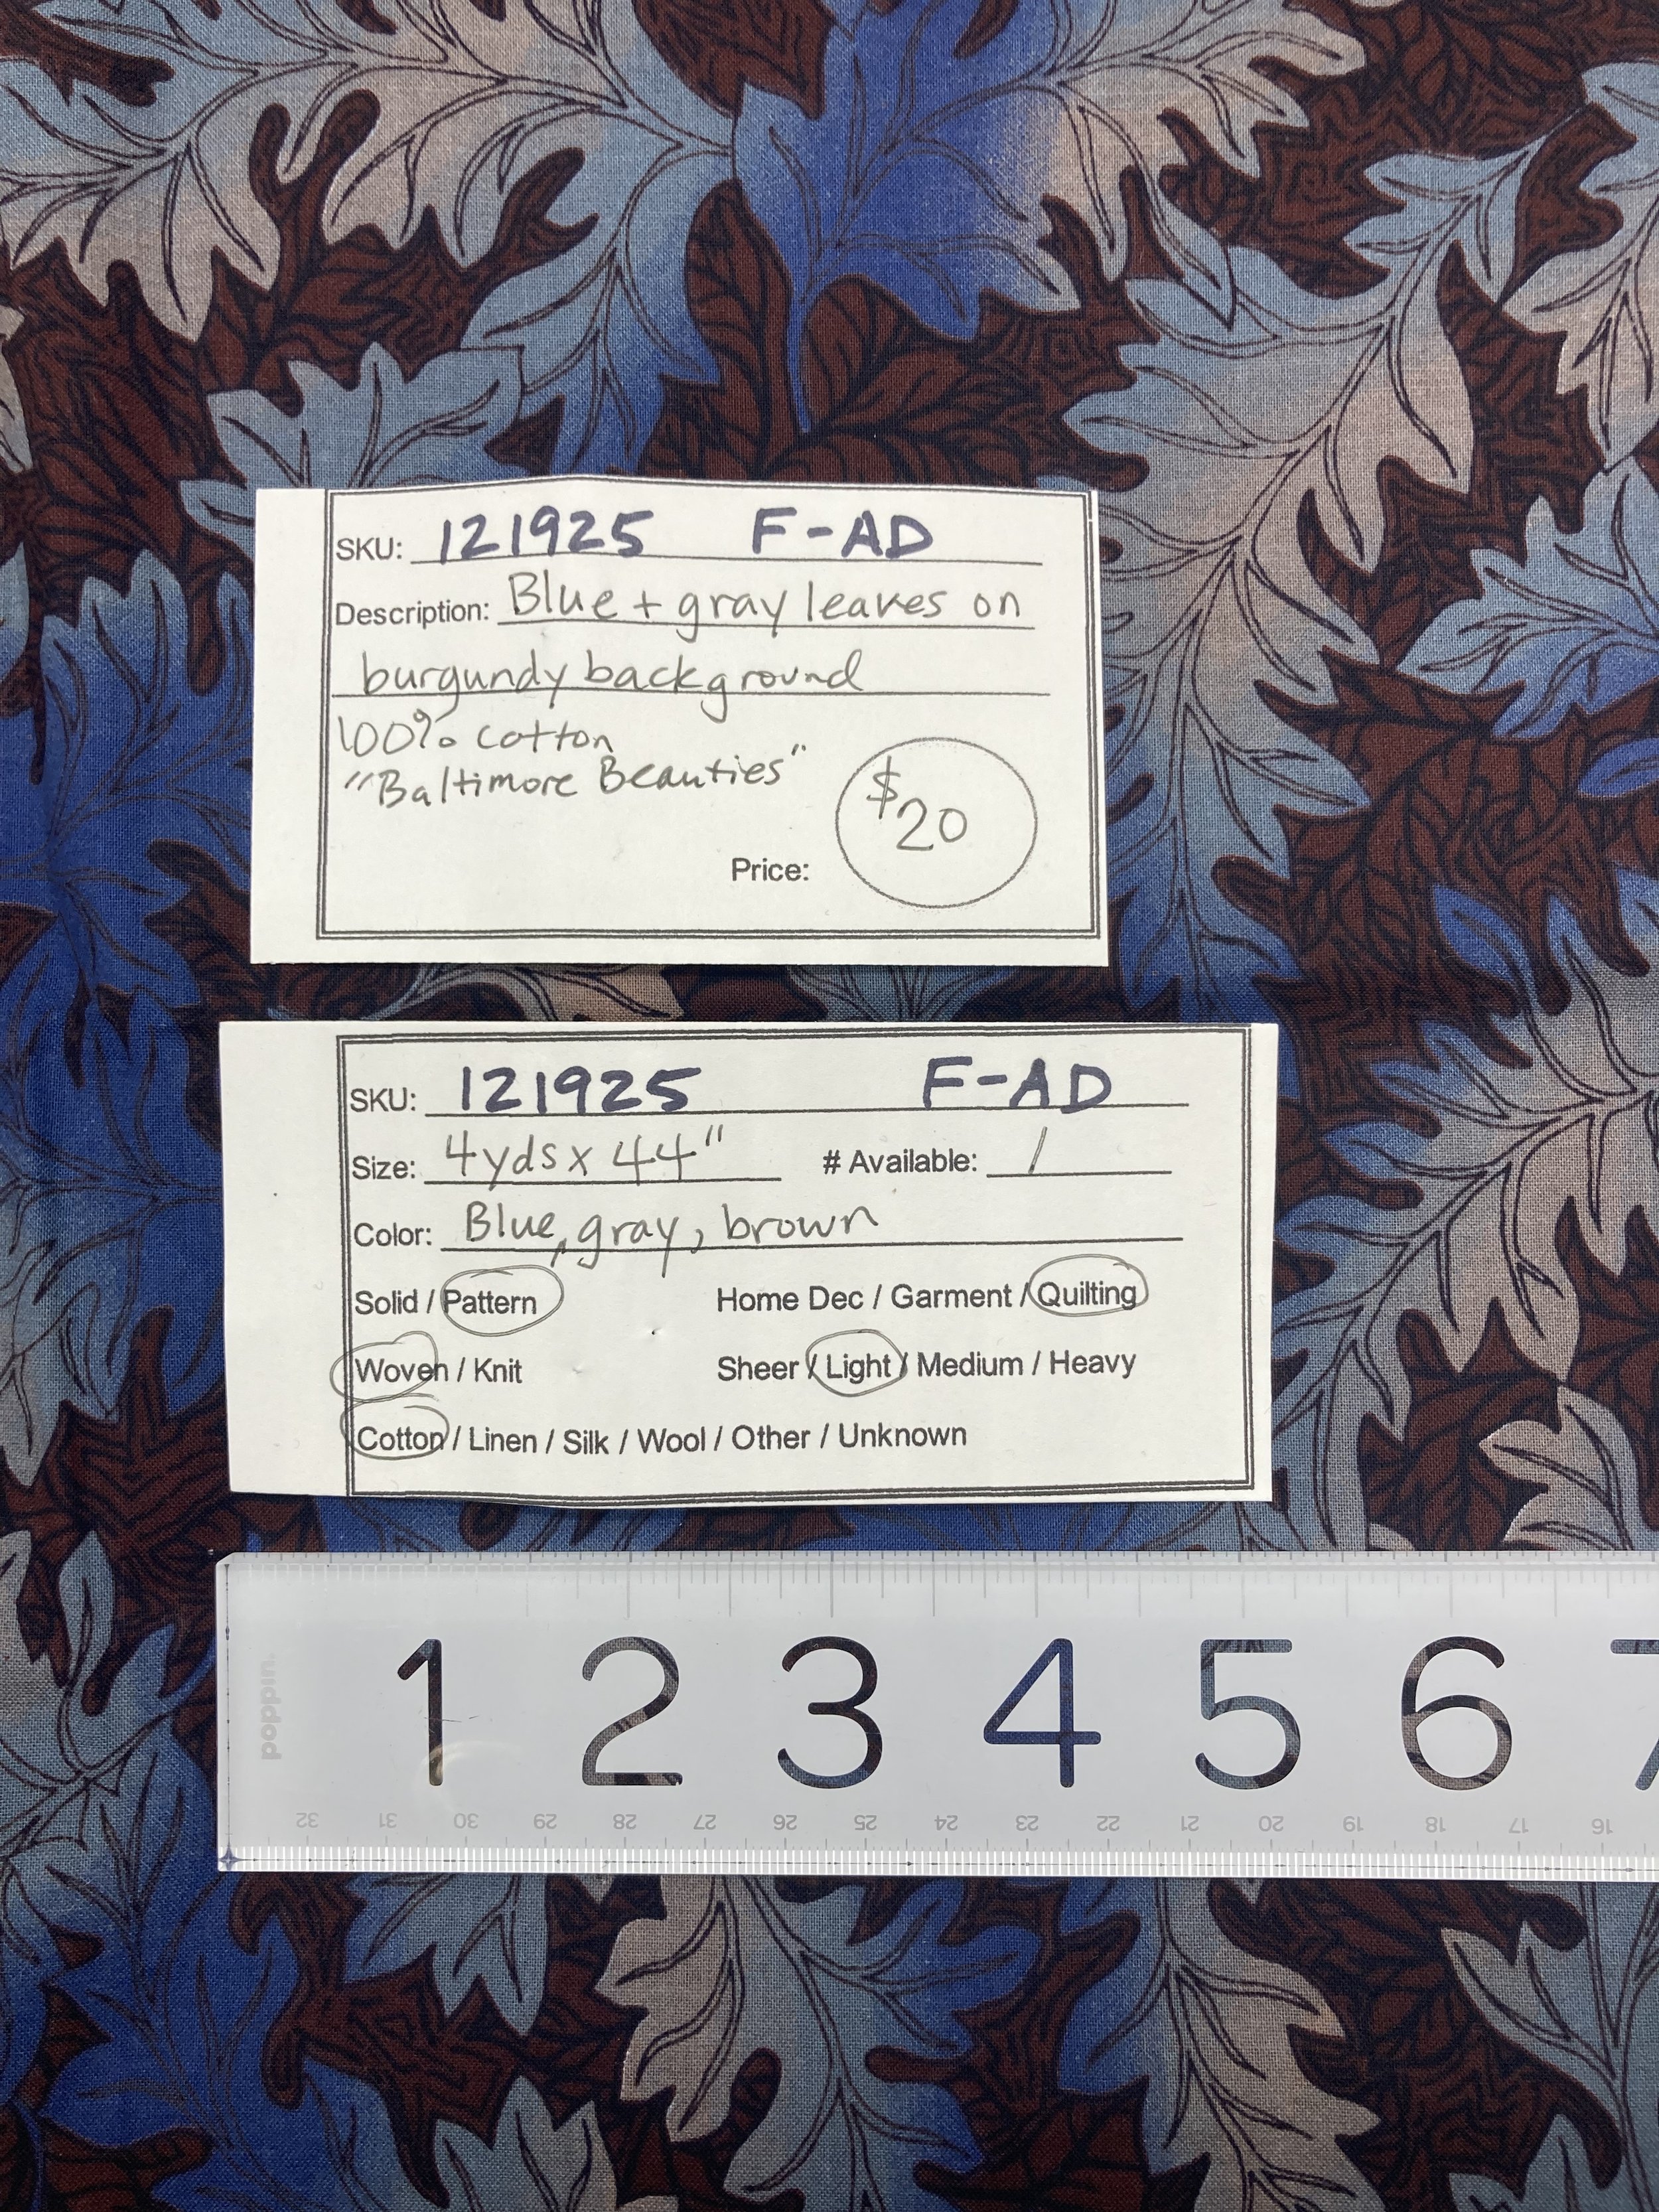 SKU: 121925 F-AD
Description: Blue + gray leaves on
burgundy background
100% cotton
"Baltimore Beauties"
$20
Price:
SKU: 121925 F-AD
Size: 4yds x 44" # Available: 1
Color: Blue, gray, brown
Solid / Pattern Home Dec / Garment / Quilting
Woven / Knit Sheer / Light / Medium / Heavy
Cotton / Linen / Silk / Wool / Other / Unknown
poppin.
1 2 3 4 5 6 7
32 31 30 29 28 27 26 25 24 23 22 21 20 19 18 17 16